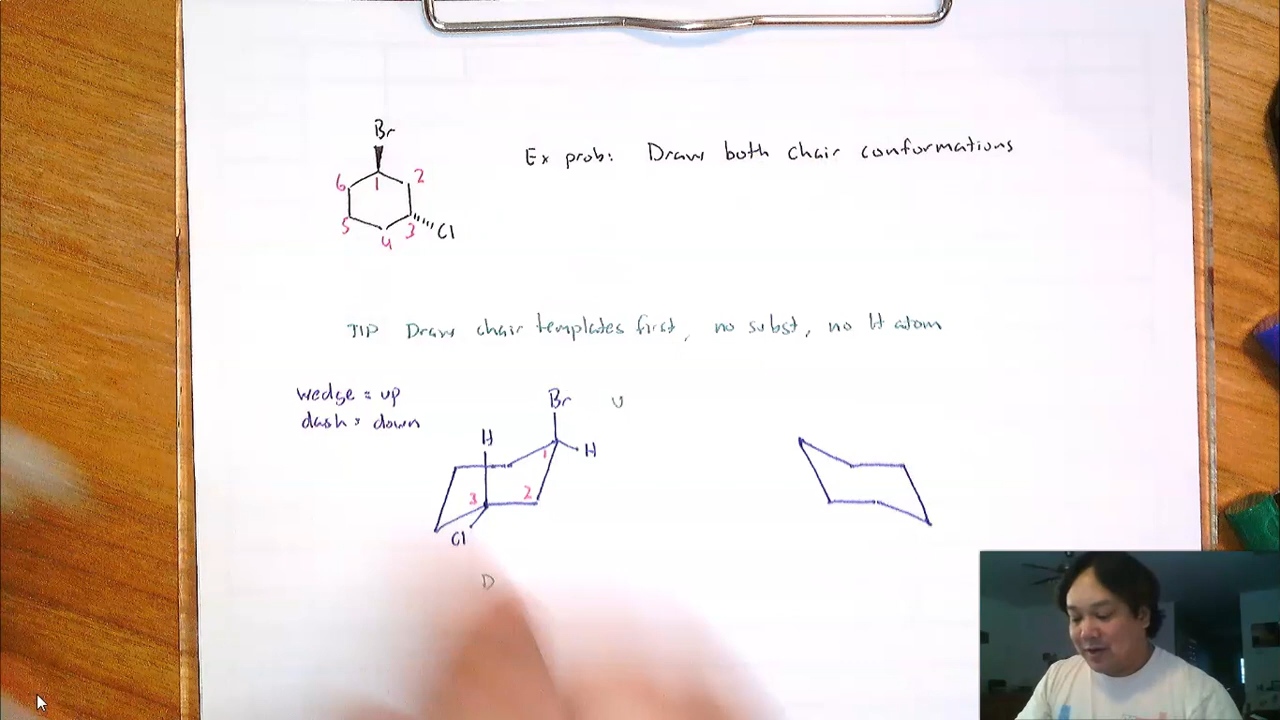 Br
6
1
2
5
4
3
Cl
Ex prob: Draw both chair conformations
TIP Draw chair templates first, no subst, no H atom
wedge = up
dash = down
Br
U
H
1
H
3
2
Cl
D